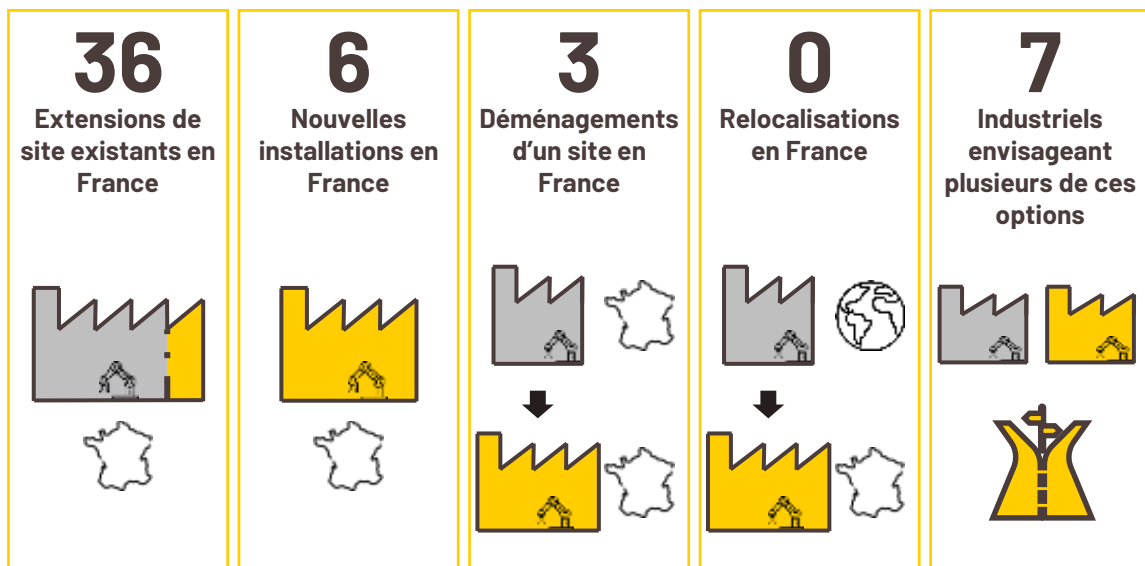 36
Extensions de
site existants en
France
6
Nouvelles
installations en
France
3
Déménagements
d’un site en
France
0
Relocalisations
en France
7
Industriels
envisageant
plusieurs de ces
options